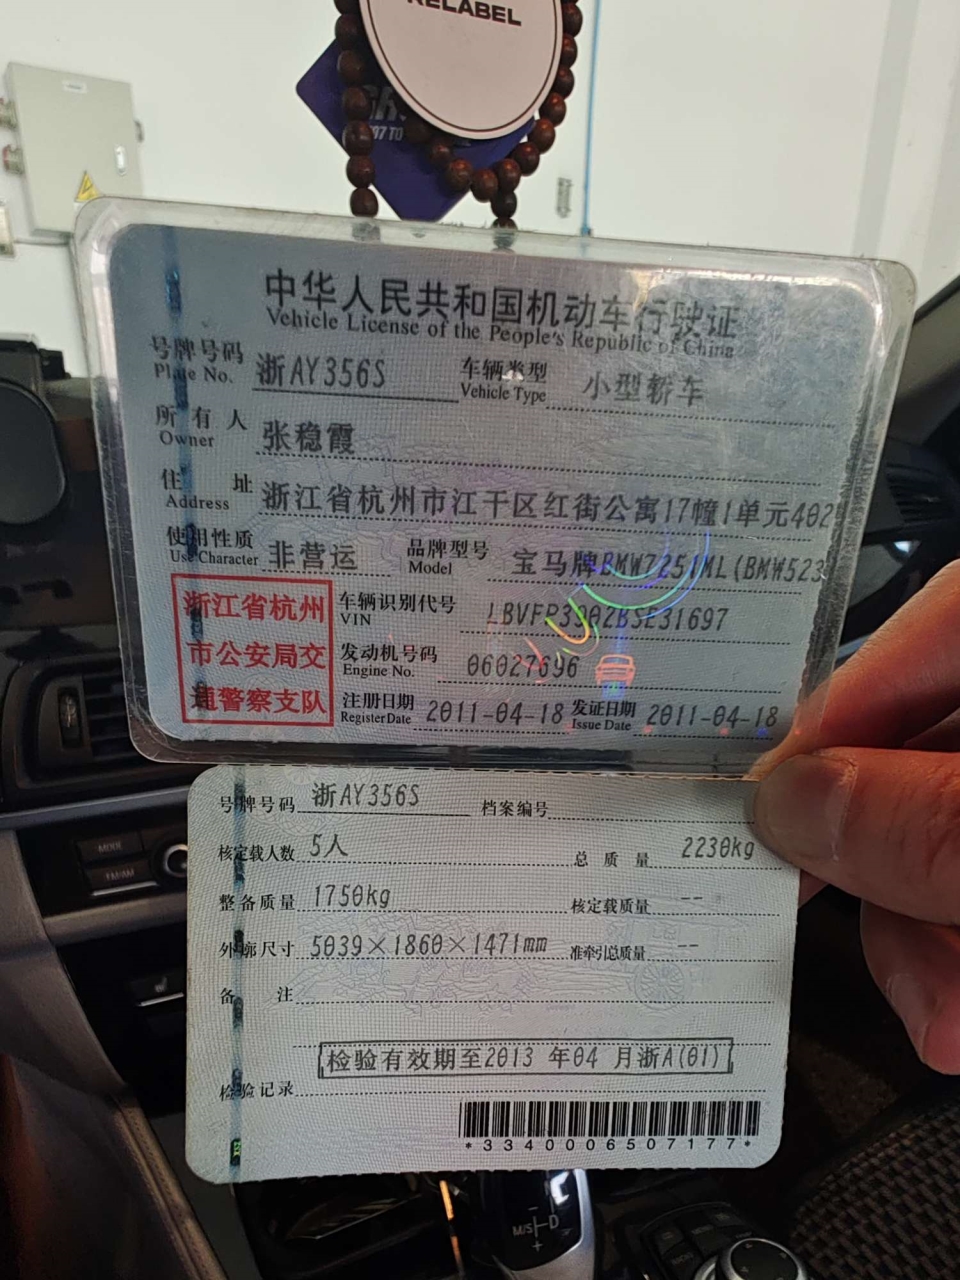 RELABEL
07 TO
中华人民共和国机动车行驶证
Vehicle License of the People's Republic of China
号牌号码 浙AY356S 车辆类型 小型轿车
Plate No. Vehicle Type
所有人 张稳霞
Owner
住址 浙江省杭州市江干区红街公寓17幢1单元402
Address
使用性质 非营运 品牌型号 宝马牌BMW7251ML(BMW523
Use Character Model
浙江省杭州
市公安局交
通警察支队
车辆识别代号
VIN
发动机号码 06027696
Engine No.
注册日期 2011-04-18 发证日期 2011-04-18
Register Date Issue Date
号牌号码 浙AY356S 档案编号
核定载人数 5人 总质量 2230kg
整备质量 1750kg 核定载质量 --
外廓尺寸 5039×1860×1471mm 准牵引总质量 --
备注
检验有效期至2013 年04 月浙A(01)
检验记录
*3340006507177*
MODE
FM/AM
M/S D
+